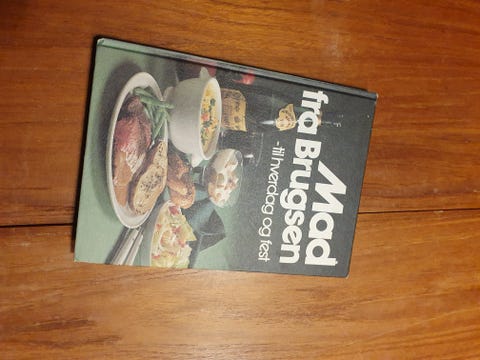 Mad
fra Brugsen
-til hverdag og fest